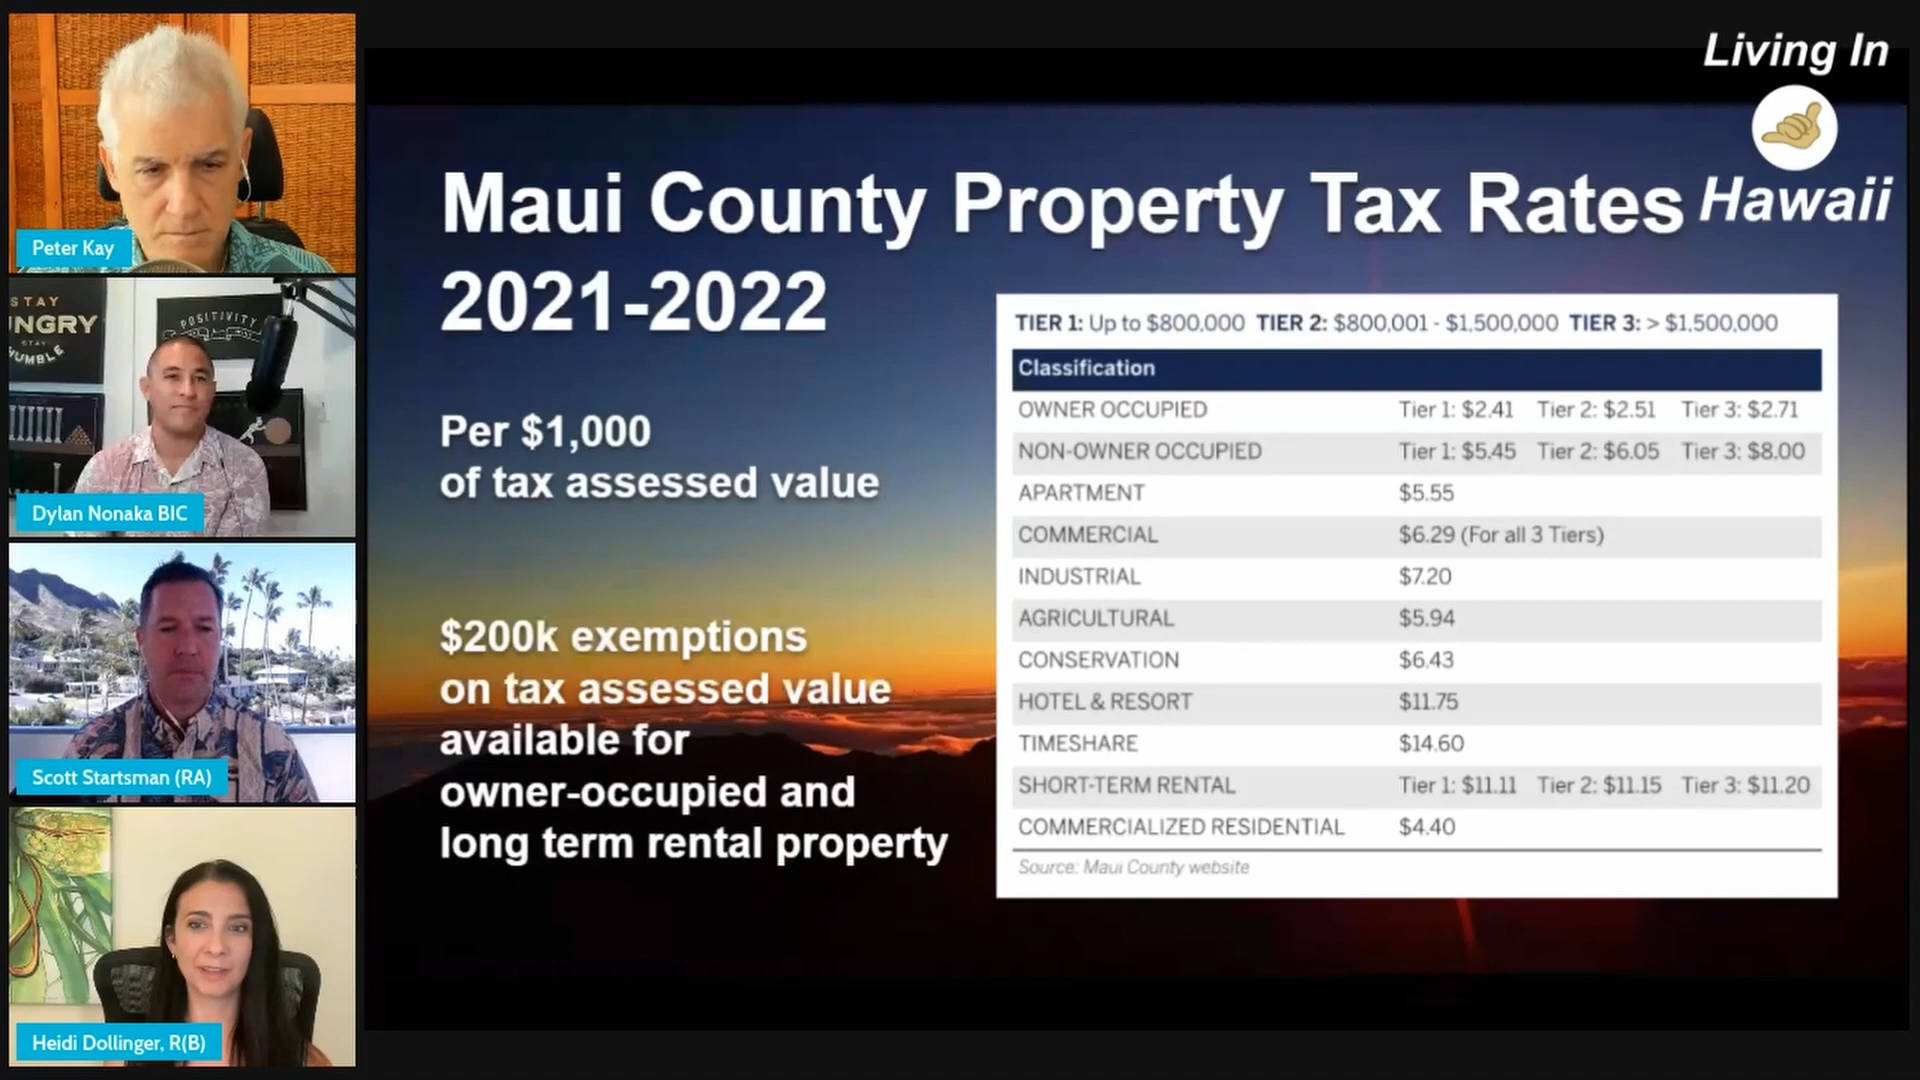 Living In
Hawaii
Maui County Property Tax Rates
2021-2022
Per $1,000
of tax assessed value
$200k exemptions
on tax assessed value
available for
owner-occupied and
long term rental property
TIER 1: Up to $800,000 TIER 2: $800,001 - $1,500,000 TIER 3: > $1,500,000
Classification
OWNER OCCUPIED Tier 1: $2.41 Tier 2: $2.51 Tier 3: $2.71
NON-OWNER OCCUPIED Tier 1: $5.45 Tier 2: $6.05 Tier 3: $8.00
APARTMENT $5.55
COMMERCIAL $6.29 (For all 3 Tiers)
INDUSTRIAL $7.20
AGRICULTURAL $5.94
CONSERVATION $6.43
HOTEL & RESORT $11.75
TIMESHARE $14.60
SHORT-TERM RENTAL Tier 1: $11.11 Tier 2: $11.15 Tier 3: $11.20
COMMERCIALIZED RESIDENTIAL $4.40
Source: Maui County website
Peter Kay
STAY
NGRY
STAY
HUMBLE
POSITIVITY
Dylan Nonaka BIC
Scott Startsman (RA)
Heidi Dollinger, R(B)